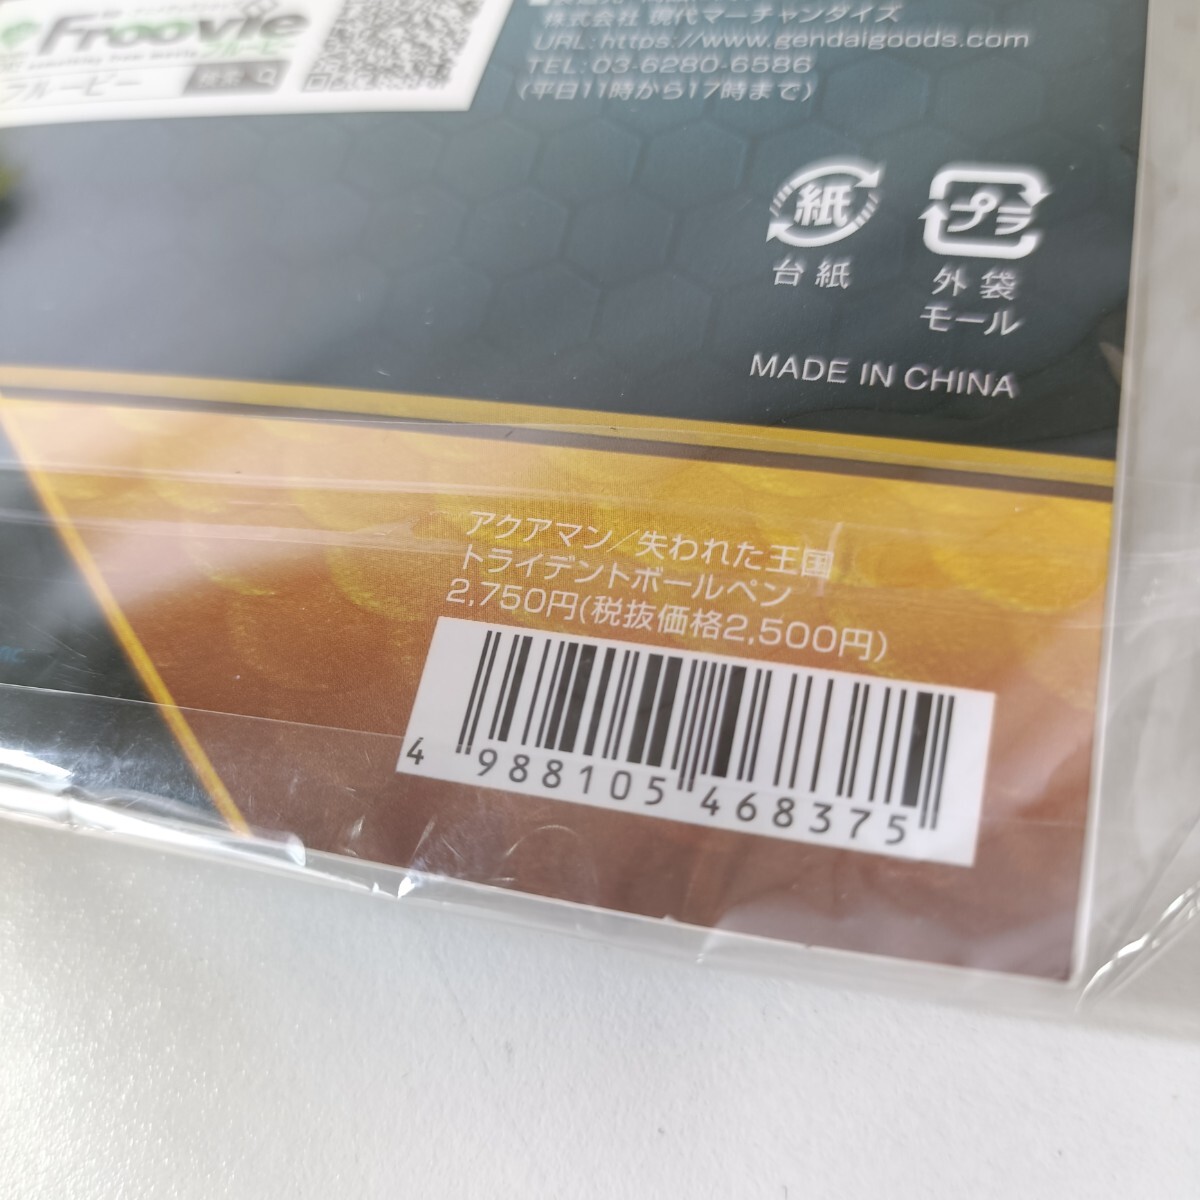 Froovie
フルービー
検索
株式会社 現代マーチャンダイズ
URL:https://www.gendaigoods.com
TEL:03-6280-6586
(平日11時から17時まで)
紙
プラ
台紙
外袋
モール
MADE IN CHINA
アクアマン/失われた王国
トライデントボールペン
2,750円(税抜価格2,500円)
4 988105 468375